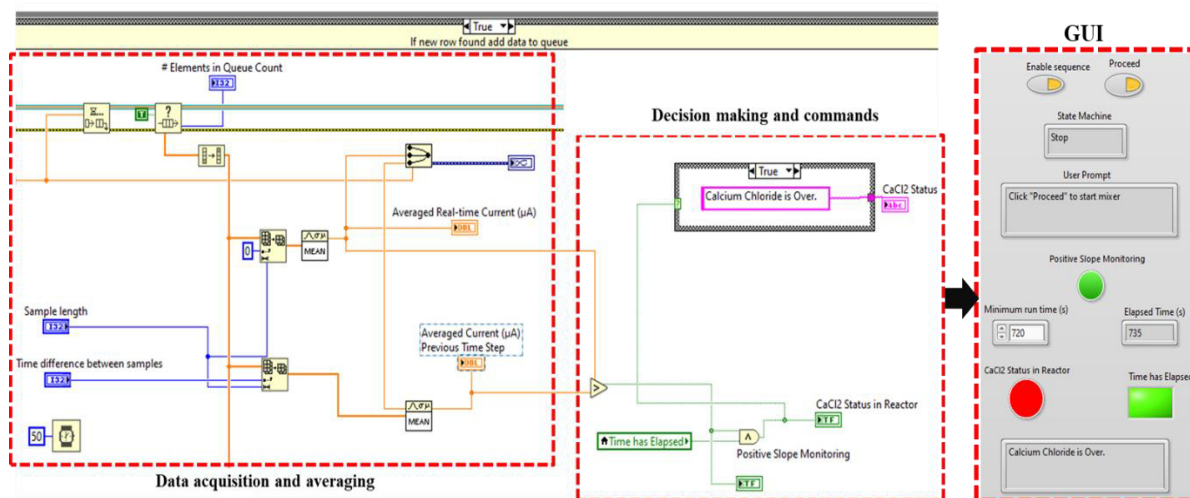 True
If new row found add data to queue
# Elements in Queue Count
I32
TF
?
MEAN
0
Averaged Real-time Current (µA)
DBL
Sample length
I32
Time difference between samples
I32
50
Averaged Current (µA)
Previous Time Step
DBL
MEAN
Data acquisition and averaging
Decision making and commands
True
Calcium Chloride is Over.
CaCl2 Status
abc
?
>
Time has Elapsed
CaCl2 Status in Reactor
TF
Positive Slope Monitoring
TF
GUI
Enable sequence
Proceed
State Machine
Stop
User Prompt
Click "Proceed" to start mixer
Positive Slope Monitoring
Minimum run time (s)
Elapsed Time (s)
720
735
CaCl2 Status in Reactor
Time has Elapsed
Calcium Chloride is Over.